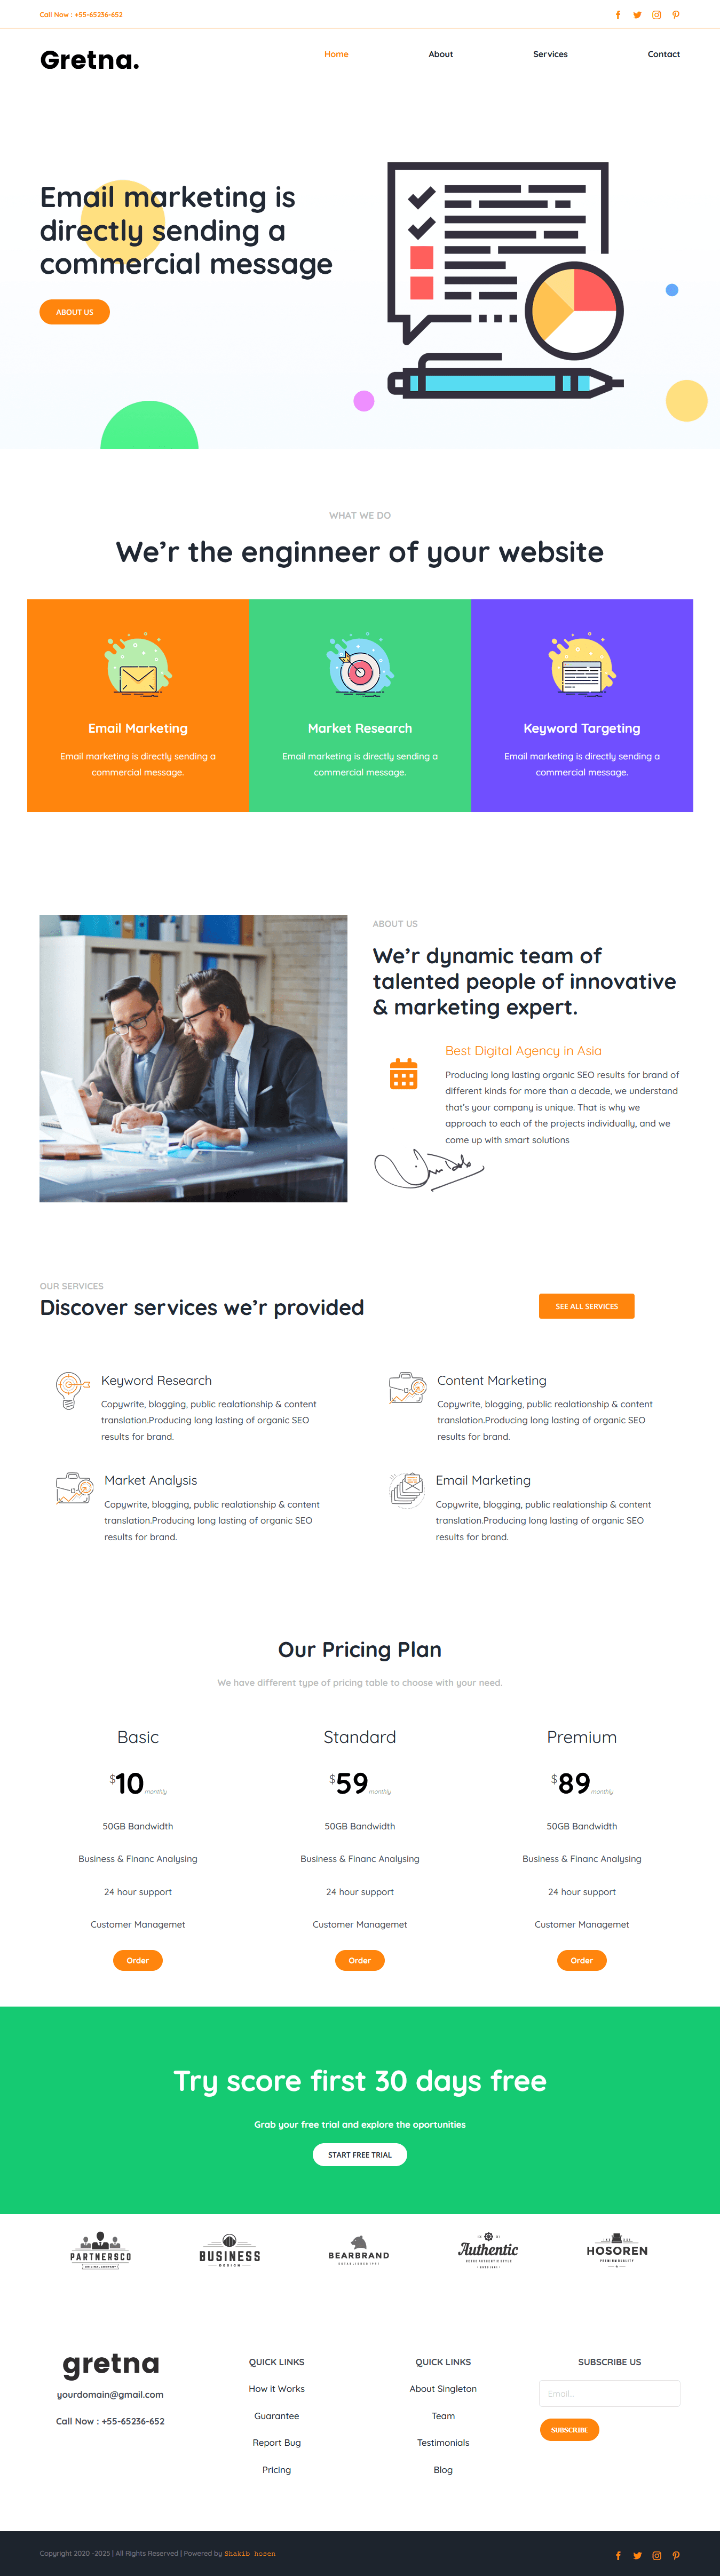 Call Now : +55-65236-652
Gretna.
Home
About
Services
Contact
Email marketing is
directly sending a
commercial message
ABOUT US
WHAT WE DO
We’r the enginneer of your website
Email Marketing
Email marketing is directly sending a
commercial message.
Market Research
Email marketing is directly sending a
commercial message.
Keyword Targeting
Email marketing is directly sending a
commercial message.
ABOUT US
We’r dynamic team of
talented people of innovative
& marketing expert.
Best Digital Agency in Asia
Producing long lasting organic SEO results for brand of
different kinds for more than a decade, we understand
that’s your company is unique. That is why we
approach to each of the projects individually, and we
come up with smart solutions
OUR SERVICES
Discover services we’r provided
SEE ALL SERVICES
Keyword Research
Copywrite, blogging, public realationship & content
translation.Producing long lasting of organic SEO
results for brand.
Content Marketing
Copywrite, blogging, public realationship & content
translation.Producing long lasting of organic SEO
results for brand.
Market Analysis
Copywrite, blogging, public realationship & content
translation.Producing long lasting of organic SEO
results for brand.
Email Marketing
Copywrite, blogging, public realationship & content
translation.Producing long lasting of organic SEO
results for brand.
Our Pricing Plan
We have different type of pricing table to choose with your need.
Basic
$10 monthly
50GB Bandwidth
Business & Financ Analysing
24 hour support
Customer Managemet
Order
Standard
$59 monthly
50GB Bandwidth
Business & Financ Analysing
24 hour support
Customer Managemet
Order
Premium
$89 monthly
50GB Bandwidth
Business & Financ Analysing
24 hour support
Customer Managemet
Order
Try score first 30 days free
Grab your free trial and explore the oportunities
START FREE TRIAL
PARTNERSCO
BUSINESS
DESIGN
BEARBRAND
Authentic
HOSOREN
PREMIUM QUALITY
gretna
yourdomain@gmail.com
Call Now : +55-65236-652
QUICK LINKS
How it Works
Guarantee
Report Bug
Pricing
QUICK LINKS
About Singleton
Team
Testimonials
Blog
SUBSCRIBE US
Email...
SUBSCRIBE
Copyright 2020 -2025 | All Rights Reserved | Powered by Shakib hosen